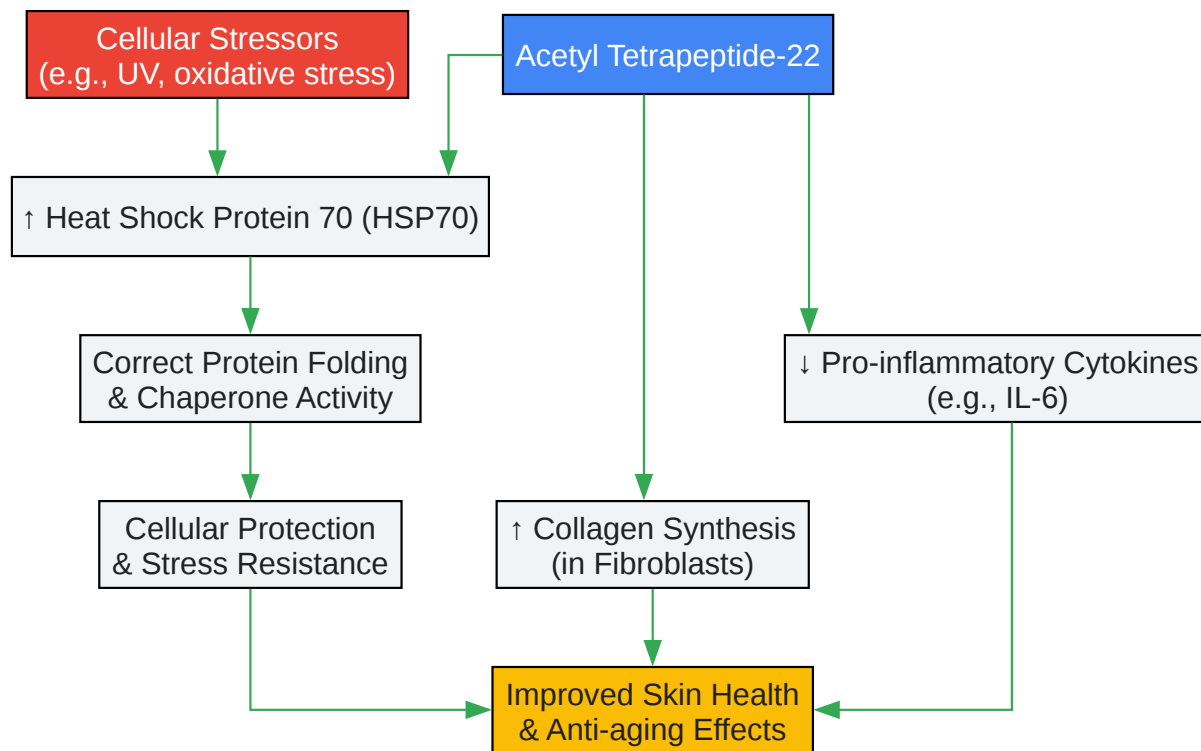 Cellular Stressors
(e.g., UV, oxidative stress)
Acetyl Tetrapeptide-22
↑ Heat Shock Protein 70 (HSP70)
Correct Protein Folding
& Chaperone Activity
↓ Pro-inflammatory Cytokines
(e.g., IL-6)
Cellular Protection
& Stress Resistance
↑ Collagen Synthesis
(in Fibroblasts)
Improved Skin Health
& Anti-aging Effects